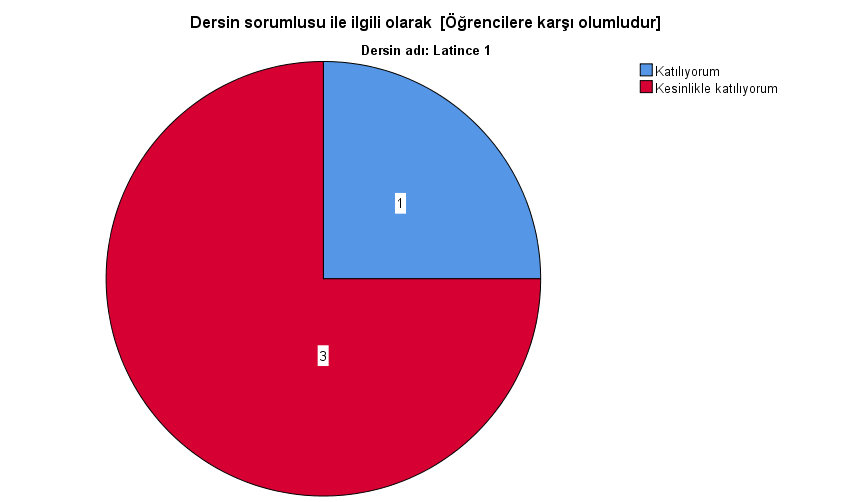 Dersin sorumlusu ile ilgili olarak [Öğrencilere karşı olumludur]
Dersin adı: Latince 1
Katılıyorum
Kesinlikle katılıyorum
1
3